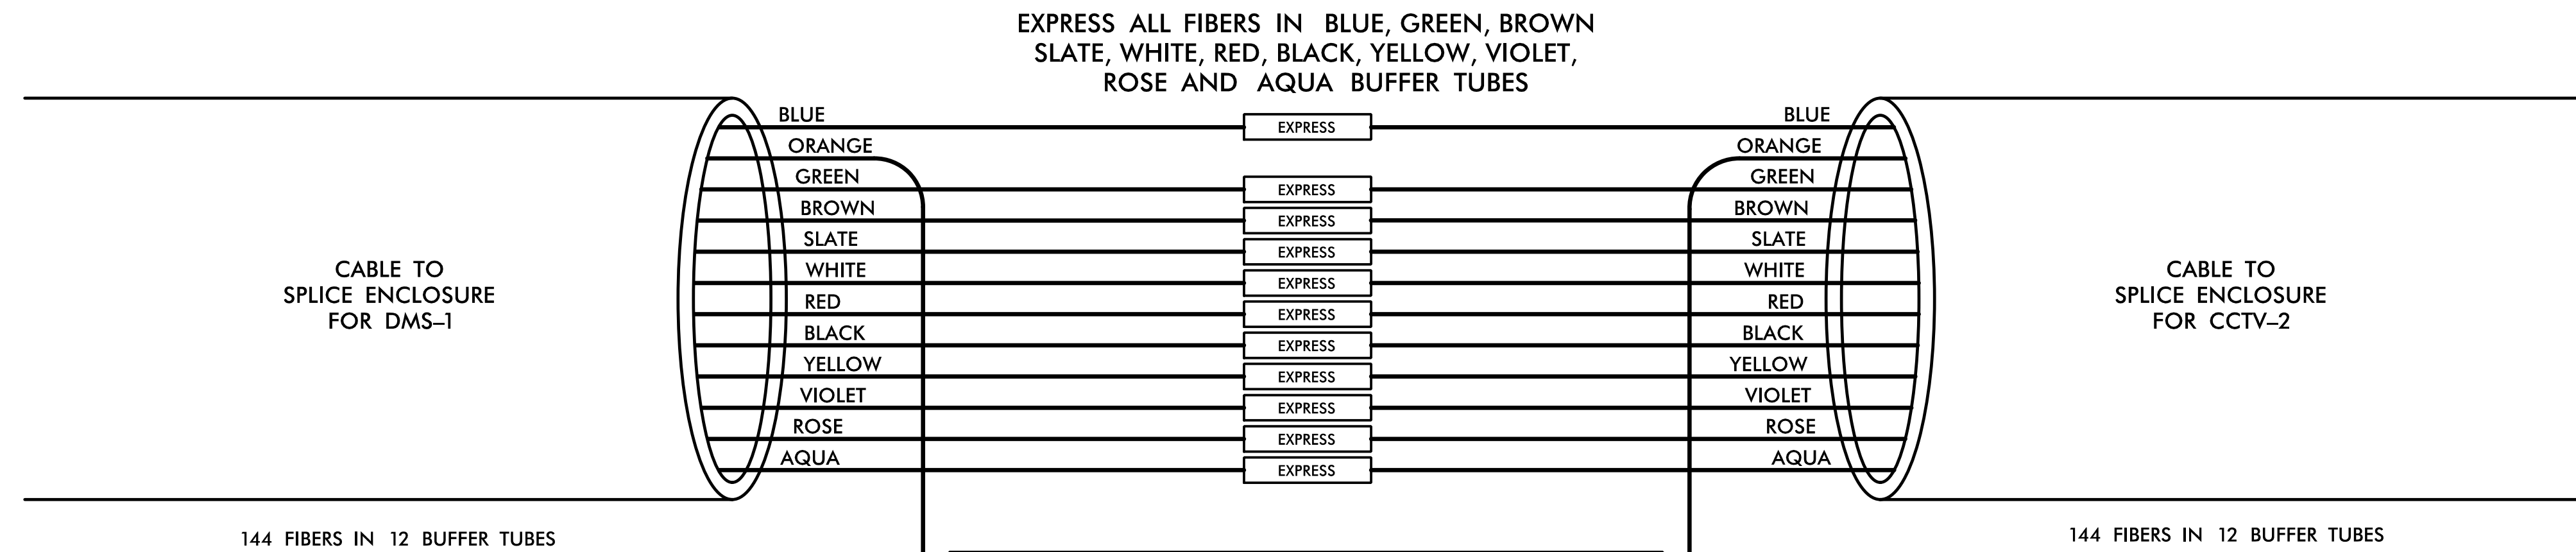 EXPRESS ALL FIBERS IN BLUE, GREEN, BROWN
SLATE, WHITE, RED, BLACK, YELLOW, VIOLET,
ROSE AND AQUA BUFFER TUBES
BLUE EXPRESS BLUE
ORANGE ORANGE
GREEN EXPRESS GREEN
BROWN EXPRESS BROWN
SLATE EXPRESS SLATE
WHITE EXPRESS WHITE
RED EXPRESS RED
BLACK EXPRESS BLACK
YELLOW EXPRESS YELLOW
VIOLET EXPRESS VIOLET
ROSE EXPRESS ROSE
AQUA EXPRESS AQUA
CABLE TO
SPLICE ENCLOSURE
FOR DMS–1
CABLE TO
SPLICE ENCLOSURE
FOR CCTV–2
144 FIBERS IN 12 BUFFER TUBES
144 FIBERS IN 12 BUFFER TUBES